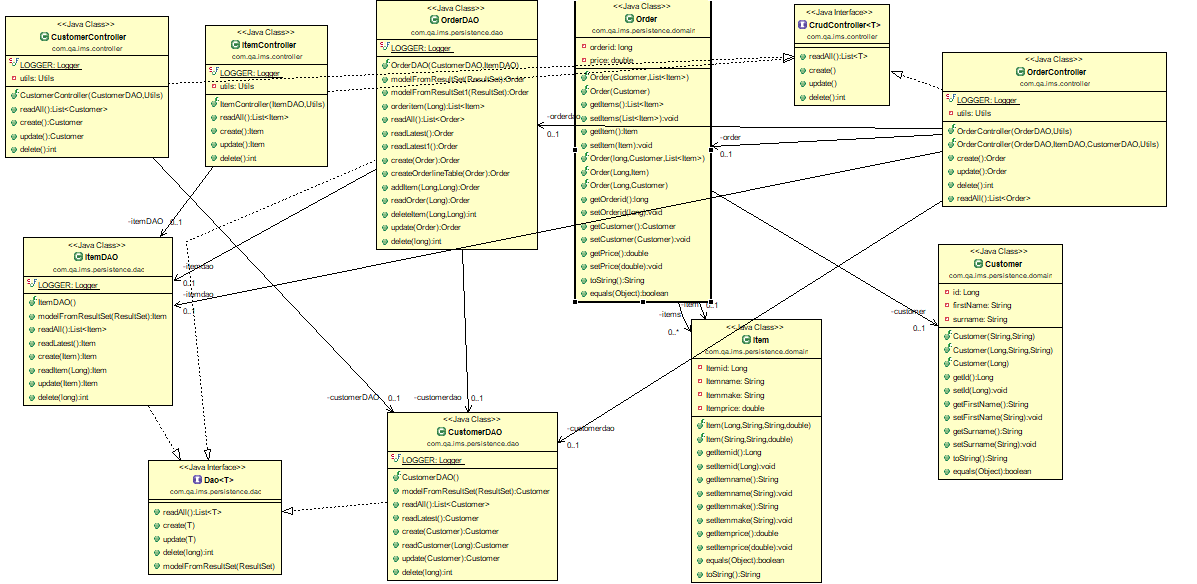 <<Java Class>>
CustomerController
com.qa.ims.controller
LOGGER: Logger
utils: Utils
CustomerController(CustomerDAO,Utils)
readAll():List<Customer>
create():Customer
update():Customer
delete():int
<<Java Class>>
ItemController
com.qa.ims.controller
LOGGER: Logger
utils: Utils
ItemController(ItemDAO,Utils)
readAll():List<Item>
create():Item
update():Item
delete():int
<<Java Class>>
OrderDAO
com.qa.ims.persistence.dao
LOGGER: Logger
OrderDAO(CustomerDAO,ItemDAO)
modelFromResultSet(ResultSet):Order
modelFromResultSet1(ResultSet):Order
orderitem(Long):List<Item>
readAll():List<Order>
readLatest():Order
readLatest1():Order
create(Order):Order
createOrderlineTable(Order):Order
addItem(Long,Long):Order
readOrder(Long):Order
deleteItem(Long,Long):int
update(Order):Order
delete(long):int
<<Java Class>>
Order
com.qa.ims.persistence.domain
orderid: long
price: double
Order(Customer,List<Item>)
Order(Customer)
getItems():List<Item>
setItems(List<Item>):void
getItem():Item
setItem(Item):void
Order(long,Customer,List<Item>)
Order(Long,Item)
Order(Long,Customer)
getOrderid():long
setOrderid(long):void
getCustomer():Customer
setCustomer(Customer):void
getPrice():double
setPrice(double):void
toString():String
equals(Object):boolean
<<Java Interface>>
CrudController<T>
com.qa.ims.controller
readAll():List<T>
create()
update()
delete():int
<<Java Class>>
OrderController
com.qa.ims.controller
LOGGER: Logger
utils: Utils
OrderController(OrderDAO,Utils)
OrderController(OrderDAO,ItemDAO,CustomerDAO,Utils)
create():Order
update():Order
delete():int
readAll():List<Order>
-orderdao
0..1
-order
0..1
-itemDAO
0..1
<<Java Class>>
ItemDAO
com.qa.ims.persistence.dao
LOGGER: Logger
ItemDAO()
modelFromResultSet(ResultSet):Item
readAll():List<Item>
readLatest():Item
create(Item):Item
readItem(Long):Item
update(Item):Item
delete(long):int
-itemdao
0..1
-itemdao
0..1
<<Java Class>>
Customer
com.qa.ims.persistence.domain
id: Long
firstName: String
surname: String
Customer(String,String)
Customer(Long,String,String)
Customer(Long)
getId():Long
setId(Long):void
getFirstName():String
setFirstName(String):void
getSurname():String
setSurname(String):void
toString():String
equals(Object):boolean
-customer
0..1
-item
0..1
-items
0..*
<<Java Class>>
Item
com.qa.ims.persistence.domain
Itemid: Long
Itemname: String
Itemmake: String
Itemprice: double
Item(Long,String,String,double)
Item(String,String,double)
getItemid():Long
setItemid(Long):void
getItemname():String
setItemname(String):void
getItemmake():String
setItemmake(String):void
getItemprice():double
setItemprice(double):void
equals(Object):boolean
toString():String
-customerDAO
0..1
-customerdao
0..1
-customerdao
0..1
<<Java Class>>
CustomerDAO
com.qa.ims.persistence.dao
LOGGER: Logger
CustomerDAO()
modelFromResultSet(ResultSet):Customer
readAll():List<Customer>
readLatest():Customer
create(Customer):Customer
readCustomer(Long):Customer
update(Customer):Customer
delete(long):int
<<Java Interface>>
Dao<T>
com.qa.ims.persistence.dao
readAll():List<T>
create(T)
update(T)
delete(long):int
modelFromResultSet(ResultSet)